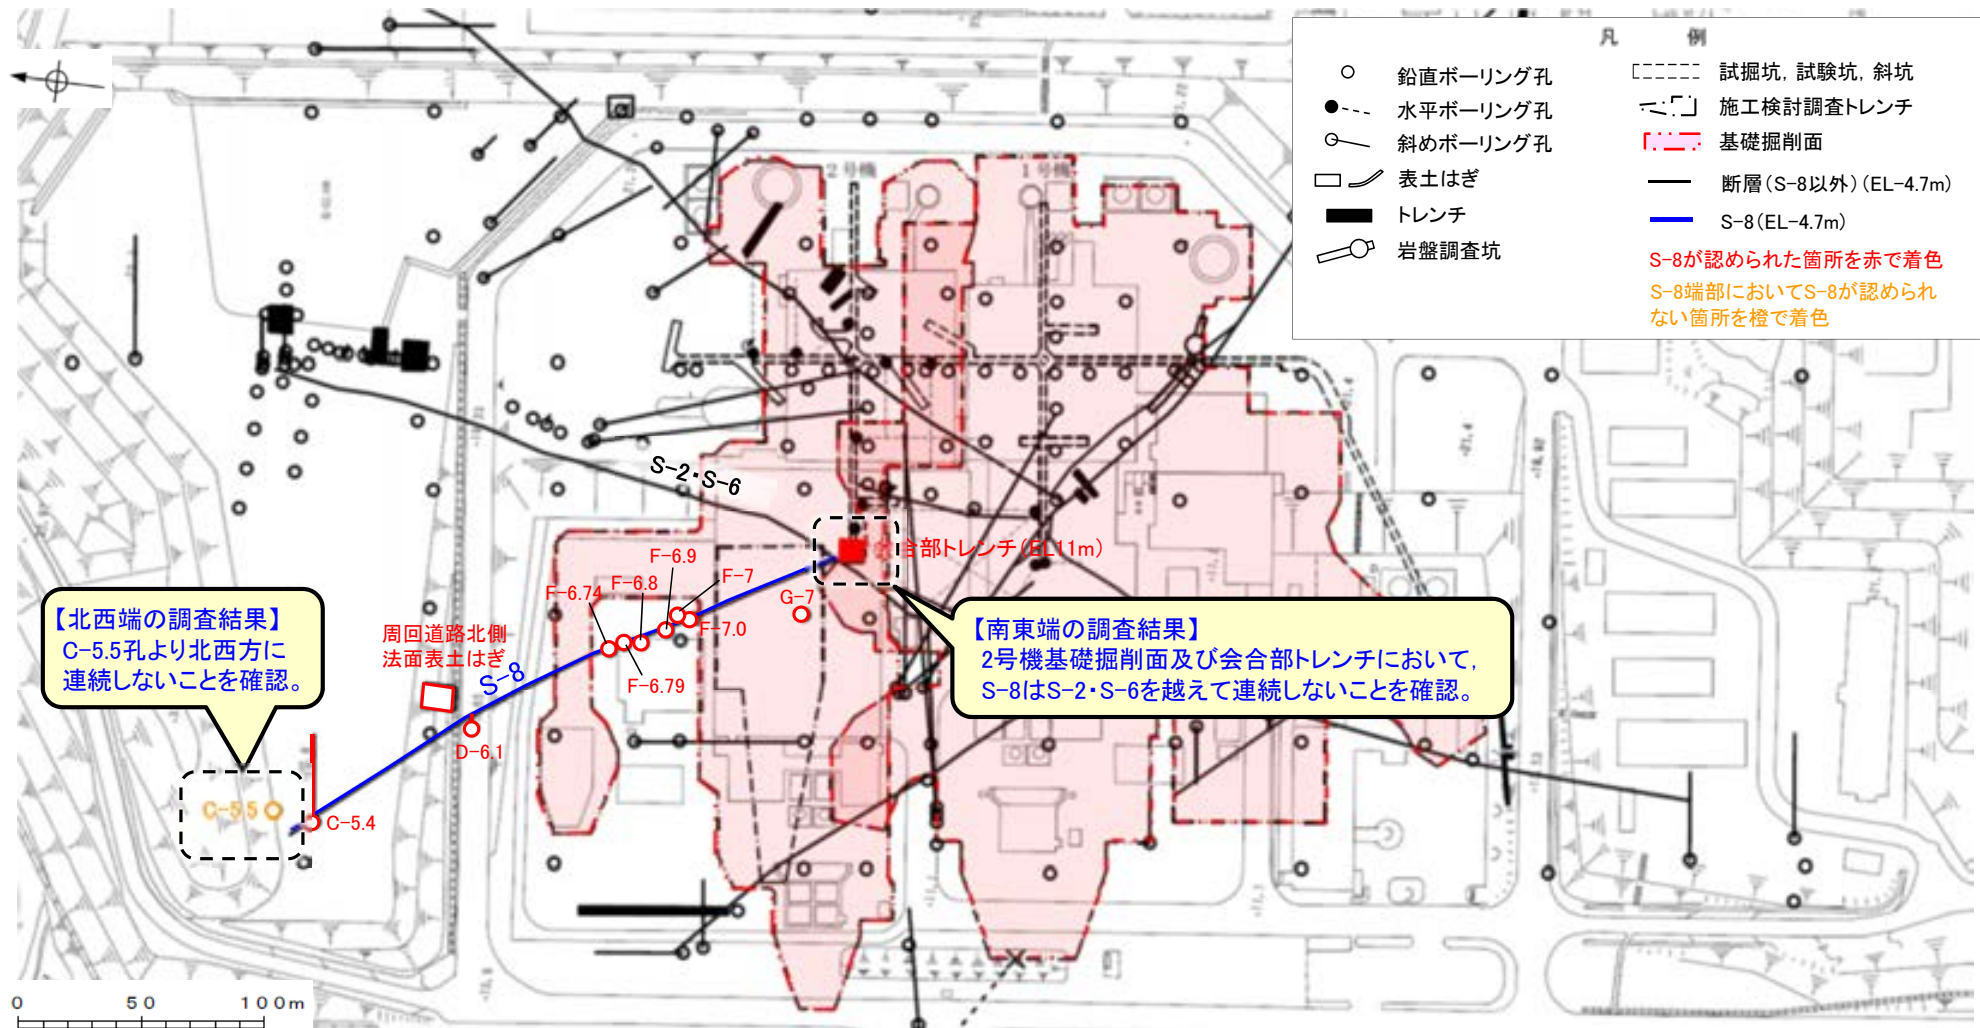 凡 例
鉛直ボーリング孔
水平ボーリング孔
斜めボーリング孔
表土はぎ
トレンチ
岩盤調査坑
試掘坑, 試験坑, 斜坑
施工検討調査トレンチ
基礎掘削面
断層(S-8以外)(EL-4.7m)
S-8(EL-4.7m)
S-8が認められた箇所を赤で着色
S-8端部においてS-8が認められ
ない箇所を橙で着色
2号機
1号機
S-2・S-6
会合部トレンチ(EL11m)
F-6.9
F-7
F-6.8
F-6.74
G-7
F-7.0
F-6.79
周回道路北側
法面表土はぎ
S-8
D-6.1
C-5.5
C-5.4
【北西端の調査結果】
C-5.5孔より北西方に
連続しないことを確認。
【南東端の調査結果】
2号機基礎掘削面及び会合部トレンチにおいて,
S-8はS-2・S-6を越えて連続しないことを確認。
0 50 100m